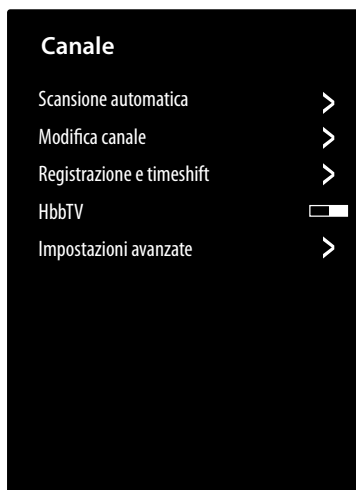 Canale
Scansione automatica
Modifica canale
Registrazione e timeshift
HbbTV
Impostazioni avanzate